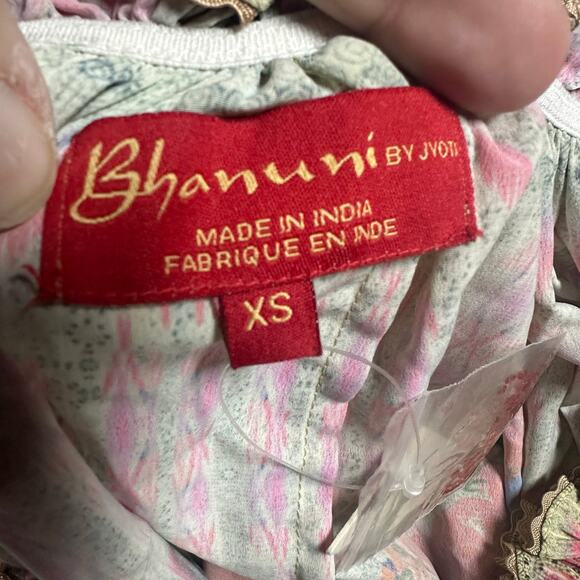 Bhanuni BY JYOTI
MADE IN INDIA
FABRIQUE EN INDE
XS